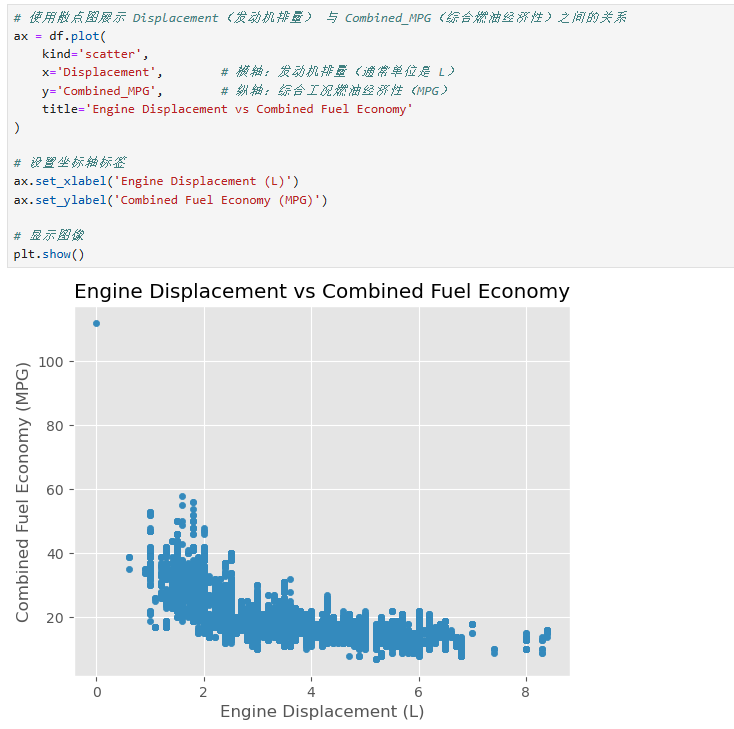 # 使用散点图展示 Displacement（发动机排量） 与 Combined_MPG（综合燃油经济性）之间的关系
ax = df.plot(
    kind='scatter',
    x='Displacement',        # 横轴：发动机排量（通常单位是 L）
    y='Combined_MPG',        # 纵轴：综合工况燃油经济性（MPG）
    title='Engine Displacement vs Combined Fuel Economy'
)
# 设置坐标轴标签
ax.set_xlabel('Engine Displacement (L)')
ax.set_ylabel('Combined Fuel Economy (MPG)')
# 显示图像
plt.show()
Engine Displacement vs Combined Fuel Economy
Combined Fuel Economy (MPG)
100
80
60
40
20
0 2 4 6 8
Engine Displacement (L)